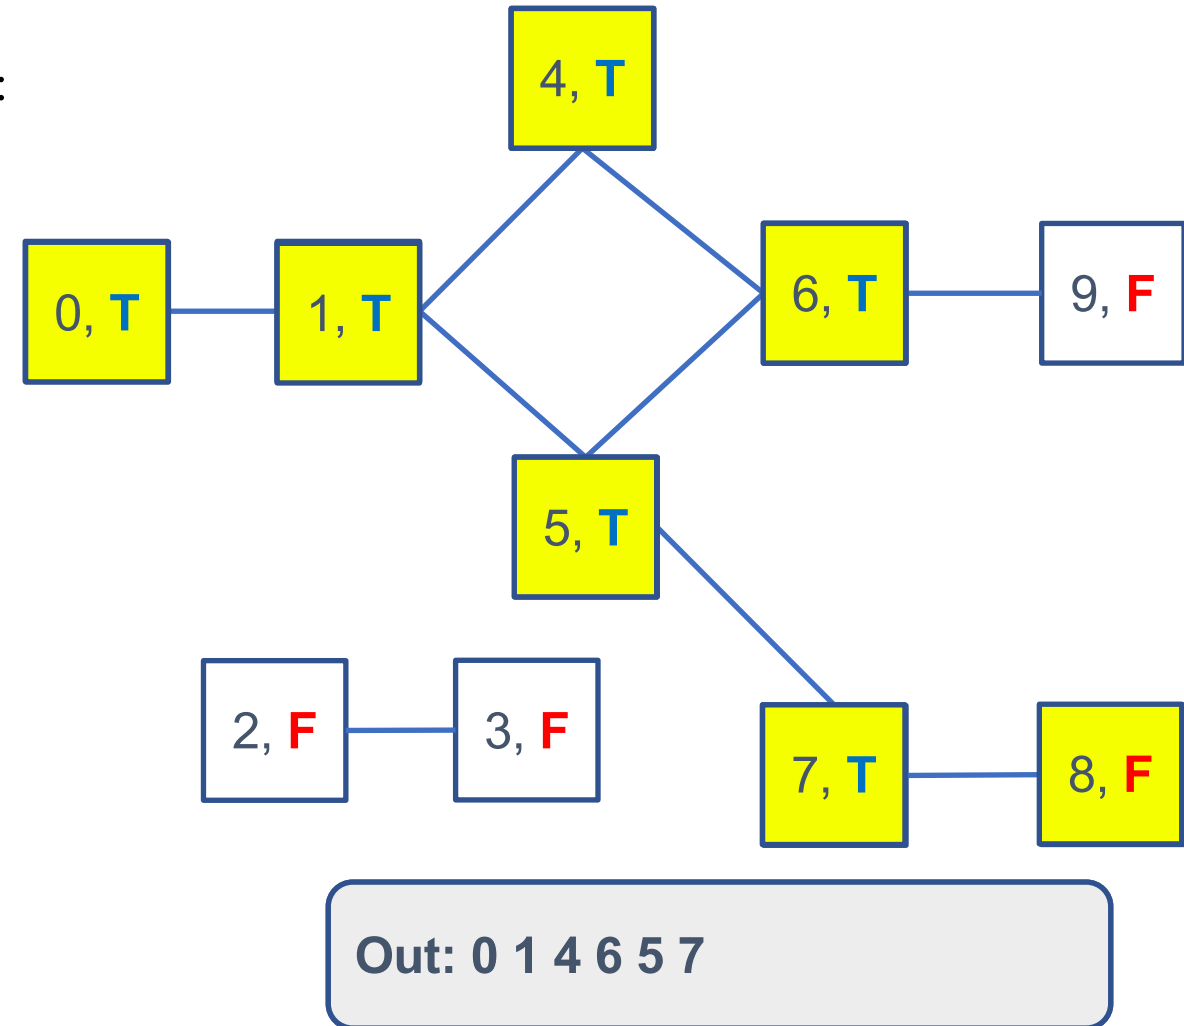 :
4, T
0, T
1, T
6, T
9, F
5, T
2, F
3, F
7, T
8, F
Out: 0 1 4 6 5 7